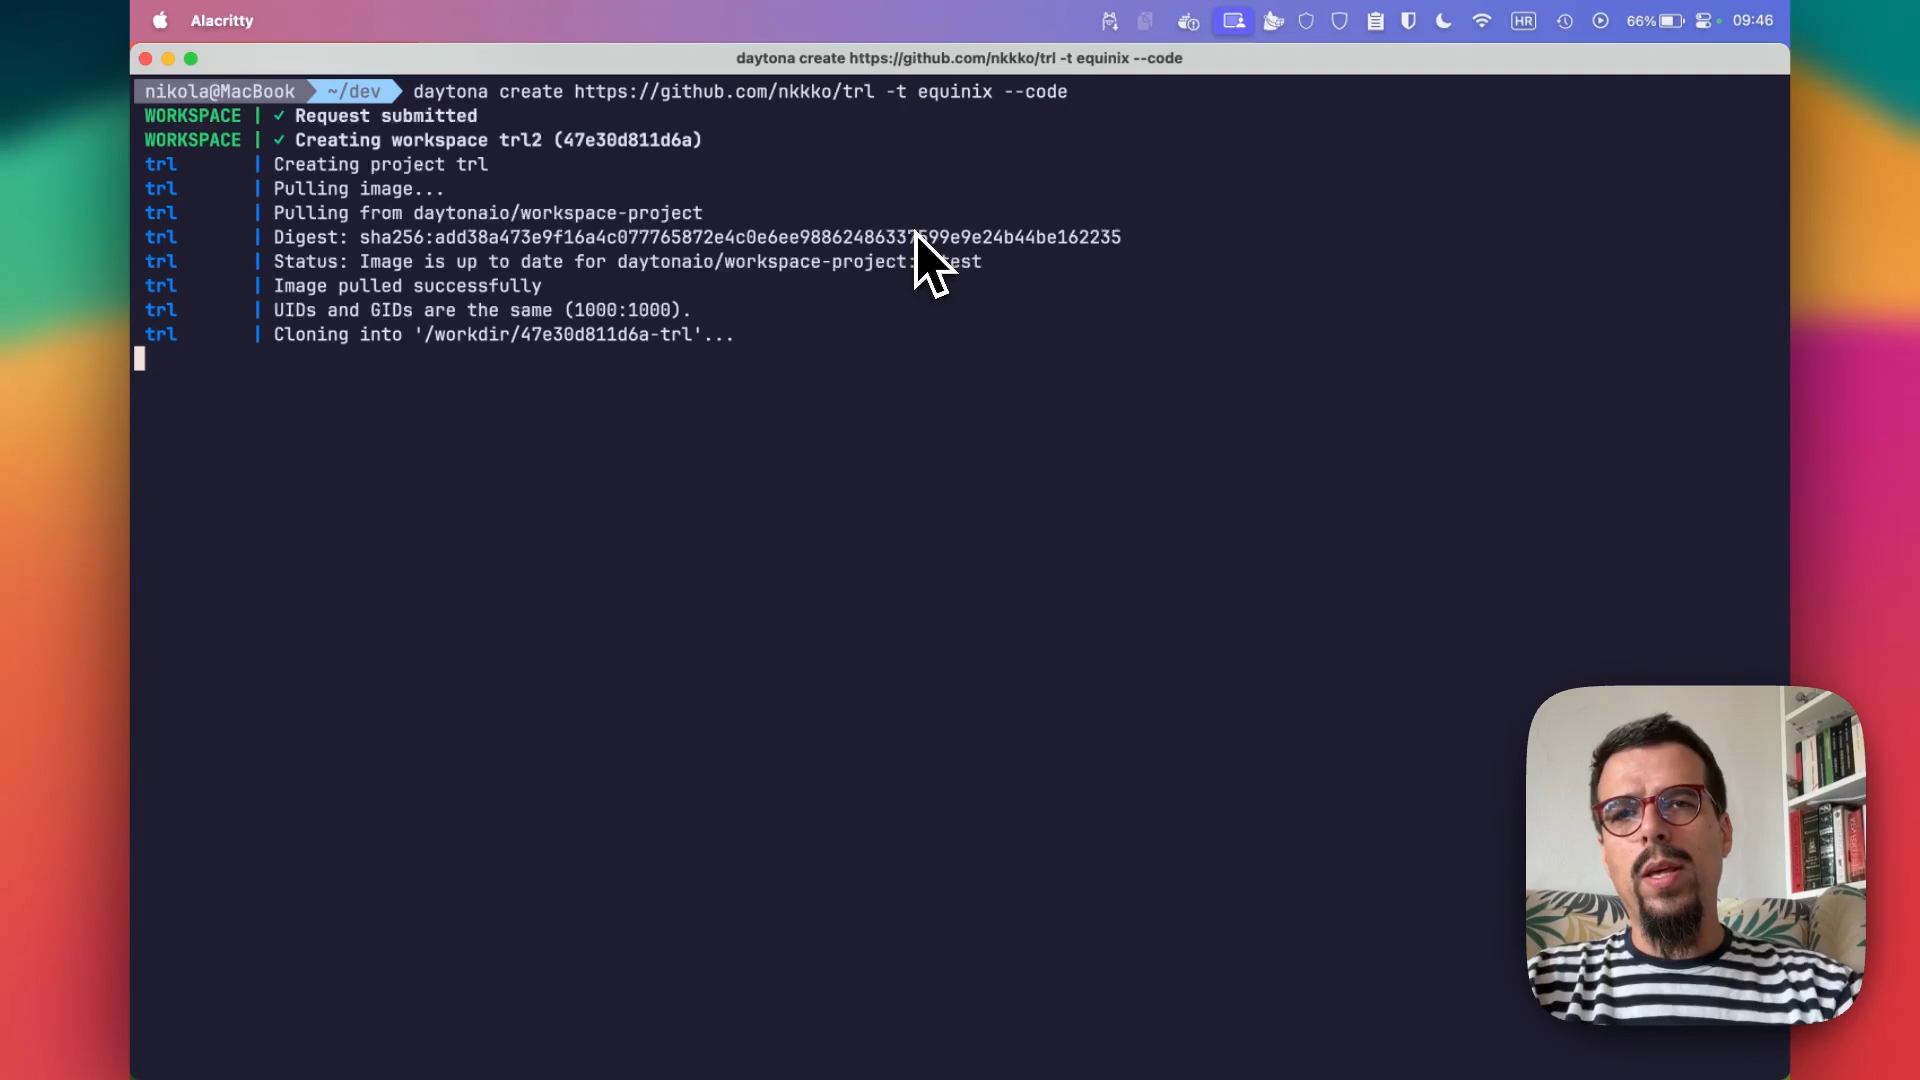 Alacritty
HR
66%
09:46
daytona create https://github.com/nkkko/trl -t equinix --code
nikola@MacBook ~/dev daytona create https://github.com/nkkko/trl -t equinix --code
WORKSPACE | ✓ Request submitted
WORKSPACE | ✓ Creating workspace trl2 (47e30d811d6a)
trl | Creating project trl
trl | Pulling image...
trl | Pulling from daytonaio/workspace-project
trl | Digest:
trl | Status: Image is up to date for daytonaio/workspace-project:
trl | Image pulled successfully
trl | UIDs and GIDs are the same (1000:1000).
trl | Cloning into '/workdir/47e30d811d6a-trl'...